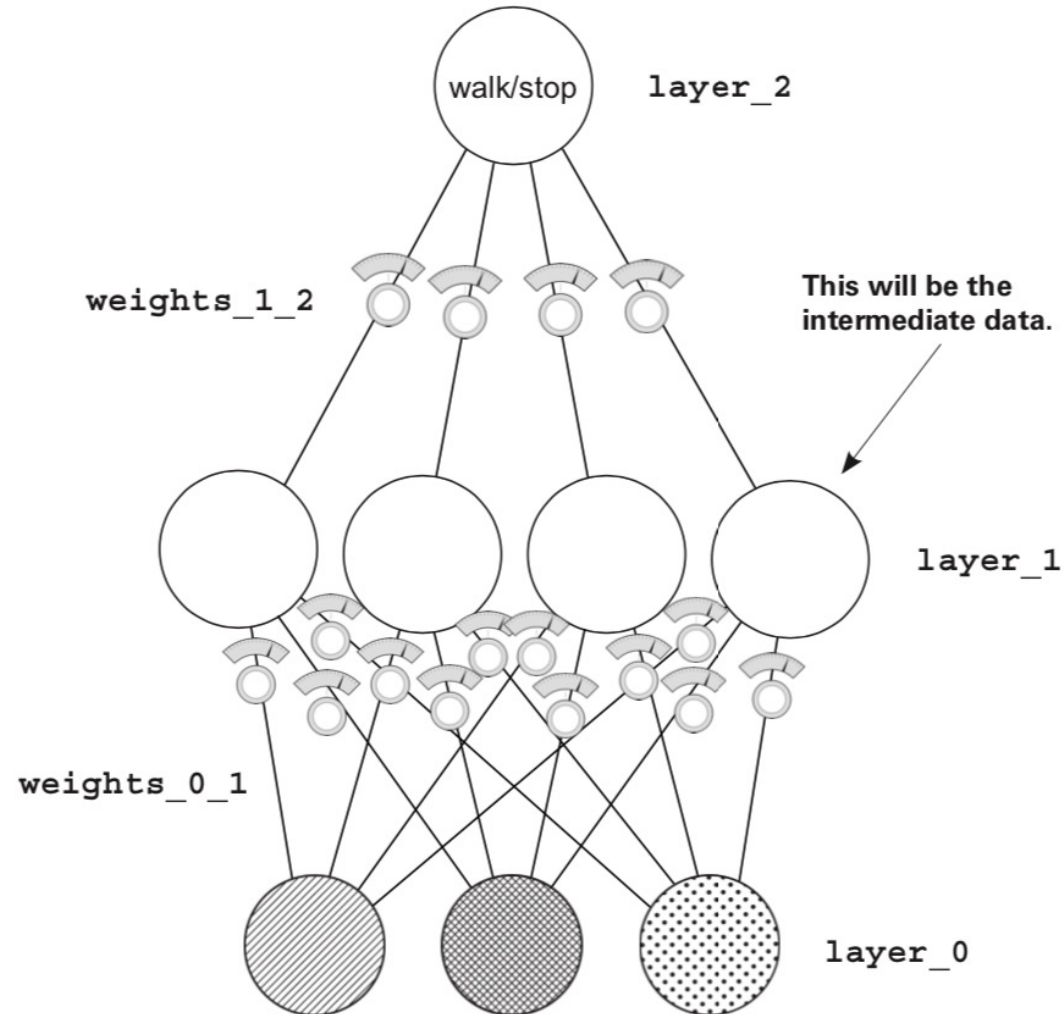 walk/stop
layer_2
weights_1_2
This will be the
intermediate data.
layer_1
weights_0_1
layer_0